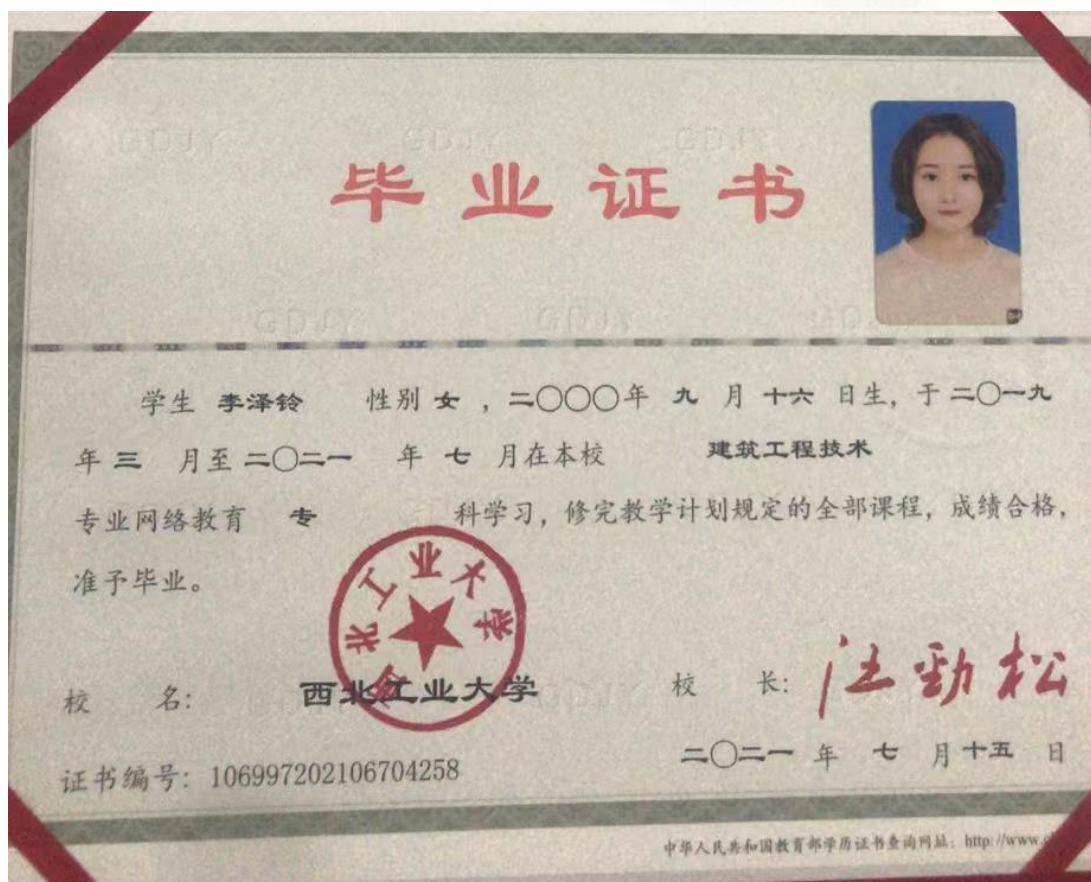 毕业证书
学生 李泽铃 性别 女 ，二〇〇〇年 九 月 十六 日生，于 二〇一九
年 三 月至 二〇二一 年 七 月在本校 建筑工程技术
专业网络教育 专 科学习，修完教学计划规定的全部课程，成绩合格，
准予毕业。
西北工业大学
校 名： 西北工业大学 校 长： 汪劲松
二〇二一 年 七 月 十五 日
证书编号：106997202106704258
中华人民共和国教育部学历证书查询网址：http://www.